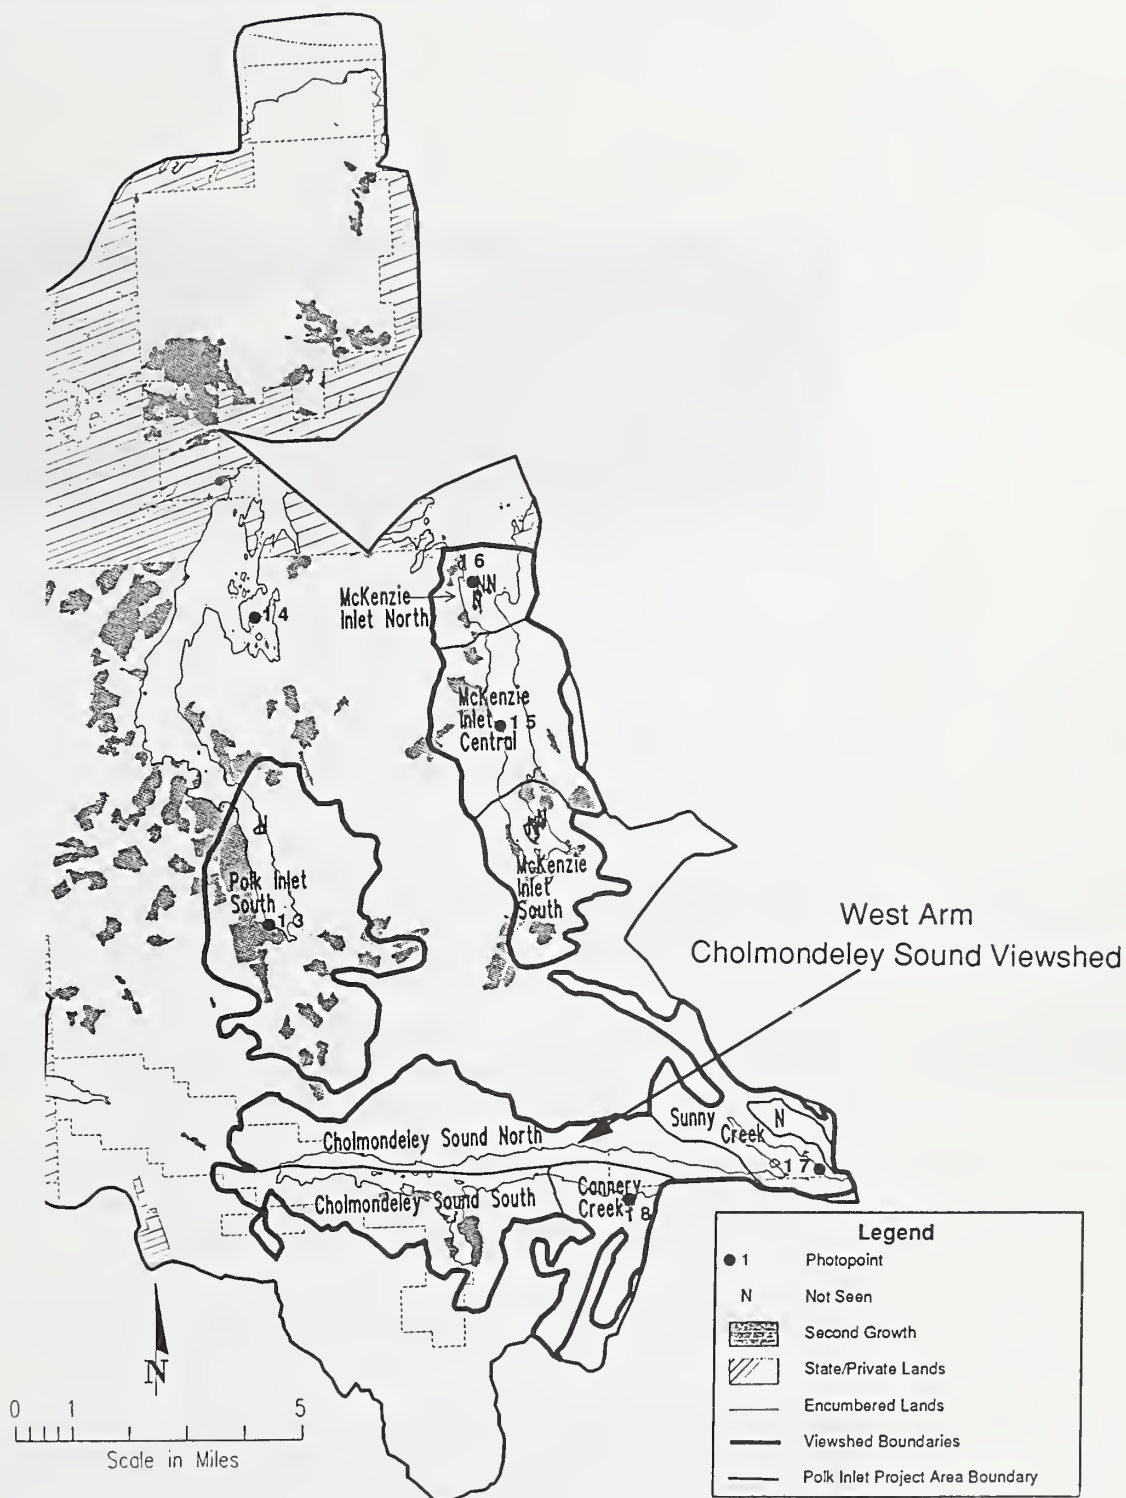 16
NN
N
McKenzie
Inlet North
14
McKenzie
Inlet
Central
15
N
NN
McKenzie
Inlet
South
Polk Inlet
South
13
West Arm
Cholmondeley Sound Viewshed
Sunny
Creek
N
17
Cholmondeley Sound North
Cholmondeley Sound South
Cannery
Creek
18
N
0 1 5
Scale in Miles
Legend
1 Photopoint
N Not Seen
Second Growth
State/Private Lands
Encumbered Lands
Viewshed Boundaries
Polk Inlet Project Area Boundary